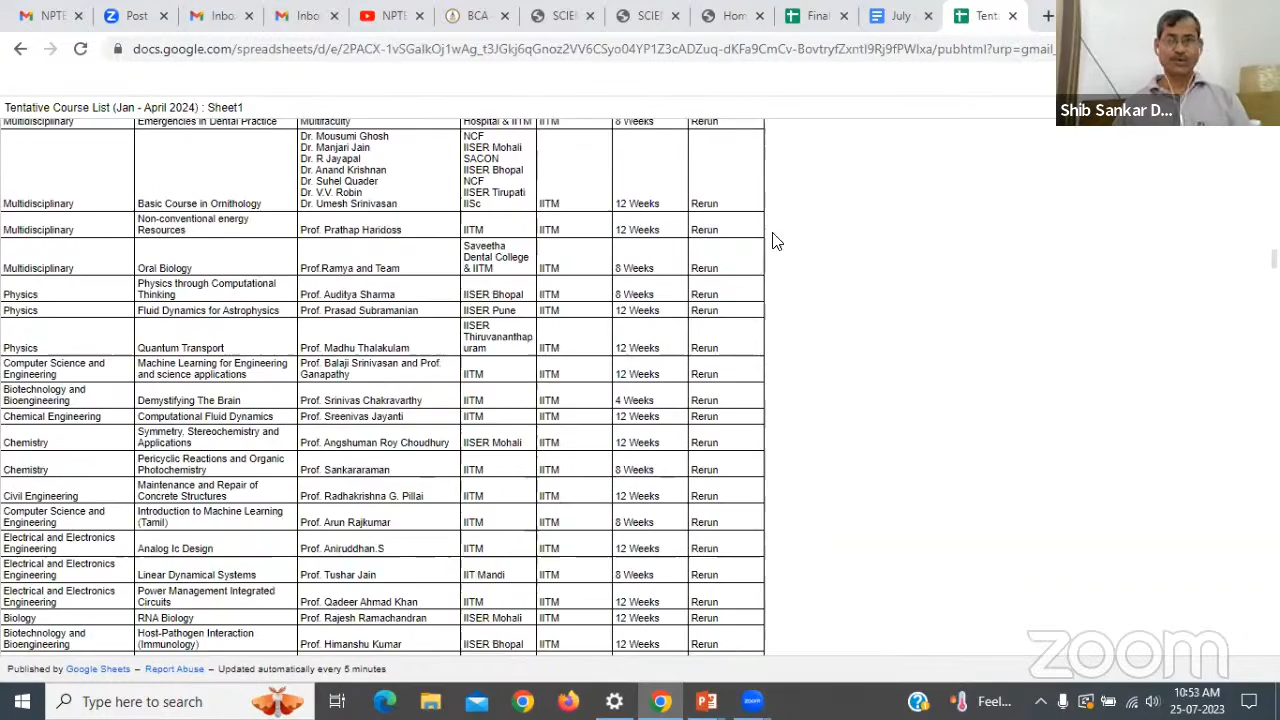 NPTE
Post
Inbo
Inbo
NPTE
BCA
SCIE
SCIE
Hom
Final
July
Tent
docs.google.com/spreadsheets/d/e/
Shib Sankar D...
Tentative Course List (Jan - April 2024) : Sheet1
Multidisciplinary Emergencies in Dental Practice Multifaculty Hospital & IITM IITM 8 Weeks Rerun
Dr. Mousumi Ghosh NCF
Dr. Manjari Jain IISER Mohali
Dr. R Jayapal SACON
Dr. Anand Krishnan IISER Bhopal
Dr. Suhel Quader NCF
Dr. V.V. Robin IISER Tirupati
Multidisciplinary Basic Course in Ornithology Dr. Umesh Srinivasan IISc IITM 12 Weeks Rerun
Non-conventional energy
Multidisciplinary Resources Prof. Prathap Haridoss IITM IITM 12 Weeks Rerun
Saveetha
Dental College
Multidisciplinary Oral Biology Prof.Ramya and Team & IITM IITM 8 Weeks Rerun
Physics through Computational
Physics Thinking Prof. Auditya Sharma IISER Bhopal IITM 8 Weeks Rerun
Physics Fluid Dynamics for Astrophysics Prof. Prasad Subramanian IISER Pune IITM 12 Weeks Rerun
IISER
Thiruvananthap
Physics Quantum Transport Prof. Madhu Thalakulam uram IITM 12 Weeks Rerun
Computer Science and Machine Learning for Engineering Prof. Balaji Srinivasan and Prof.
Engineering and science applications Ganapathy IITM IITM 12 Weeks Rerun
Biotechnology and
Bioengineering Demystifying The Brain Prof. Srinivas Chakravarthy IITM IITM 4 Weeks Rerun
Chemical Engineering Computational Fluid Dynamics Prof. Sreenivas Jayanti IITM IITM 12 Weeks Rerun
Symmetry, Stereochemistry and
Chemistry Applications Prof. Angshuman Roy Choudhury IISER Mohali IITM 12 Weeks Rerun
Pericyclic Reactions and Organic
Chemistry Photochemistry Prof. Sankararaman IITM IITM 8 Weeks Rerun
Maintenance and Repair of
Civil Engineering Concrete Structures Prof. Radhakrishna G. Pillai IITM IITM 12 Weeks Rerun
Computer Science and Introduction to Machine Learning
Engineering (Tamil) Prof. Arun Rajkumar IITM IITM 8 Weeks Rerun
Electrical and Electronics
Engineering Analog Ic Design Prof. Aniruddhan.S IITM IITM 12 Weeks Rerun
Electrical and Electronics
Engineering Linear Dynamical Systems Prof. Tushar Jain IIT Mandi IITM 8 Weeks Rerun
Electrical and Electronics Power Management Integrated
Engineering Circuits Prof. Qadeer Ahmad Khan IITM IITM 12 Weeks Rerun
Biology RNA Biology Prof. Rajesh Ramachandran IISER Mohali IITM 12 Weeks Rerun
Biotechnology and Host-Pathogen Interaction
Bioengineering (Immunology) Prof. Himanshu Kumar IISER Bhopal IITM 12 Weeks Rerun
zoom
Published by Google Sheets – Report Abuse – Updated automatically every 5 minutes
Type here to search
zoom
Feel...
10:53 AM
25-07-2023